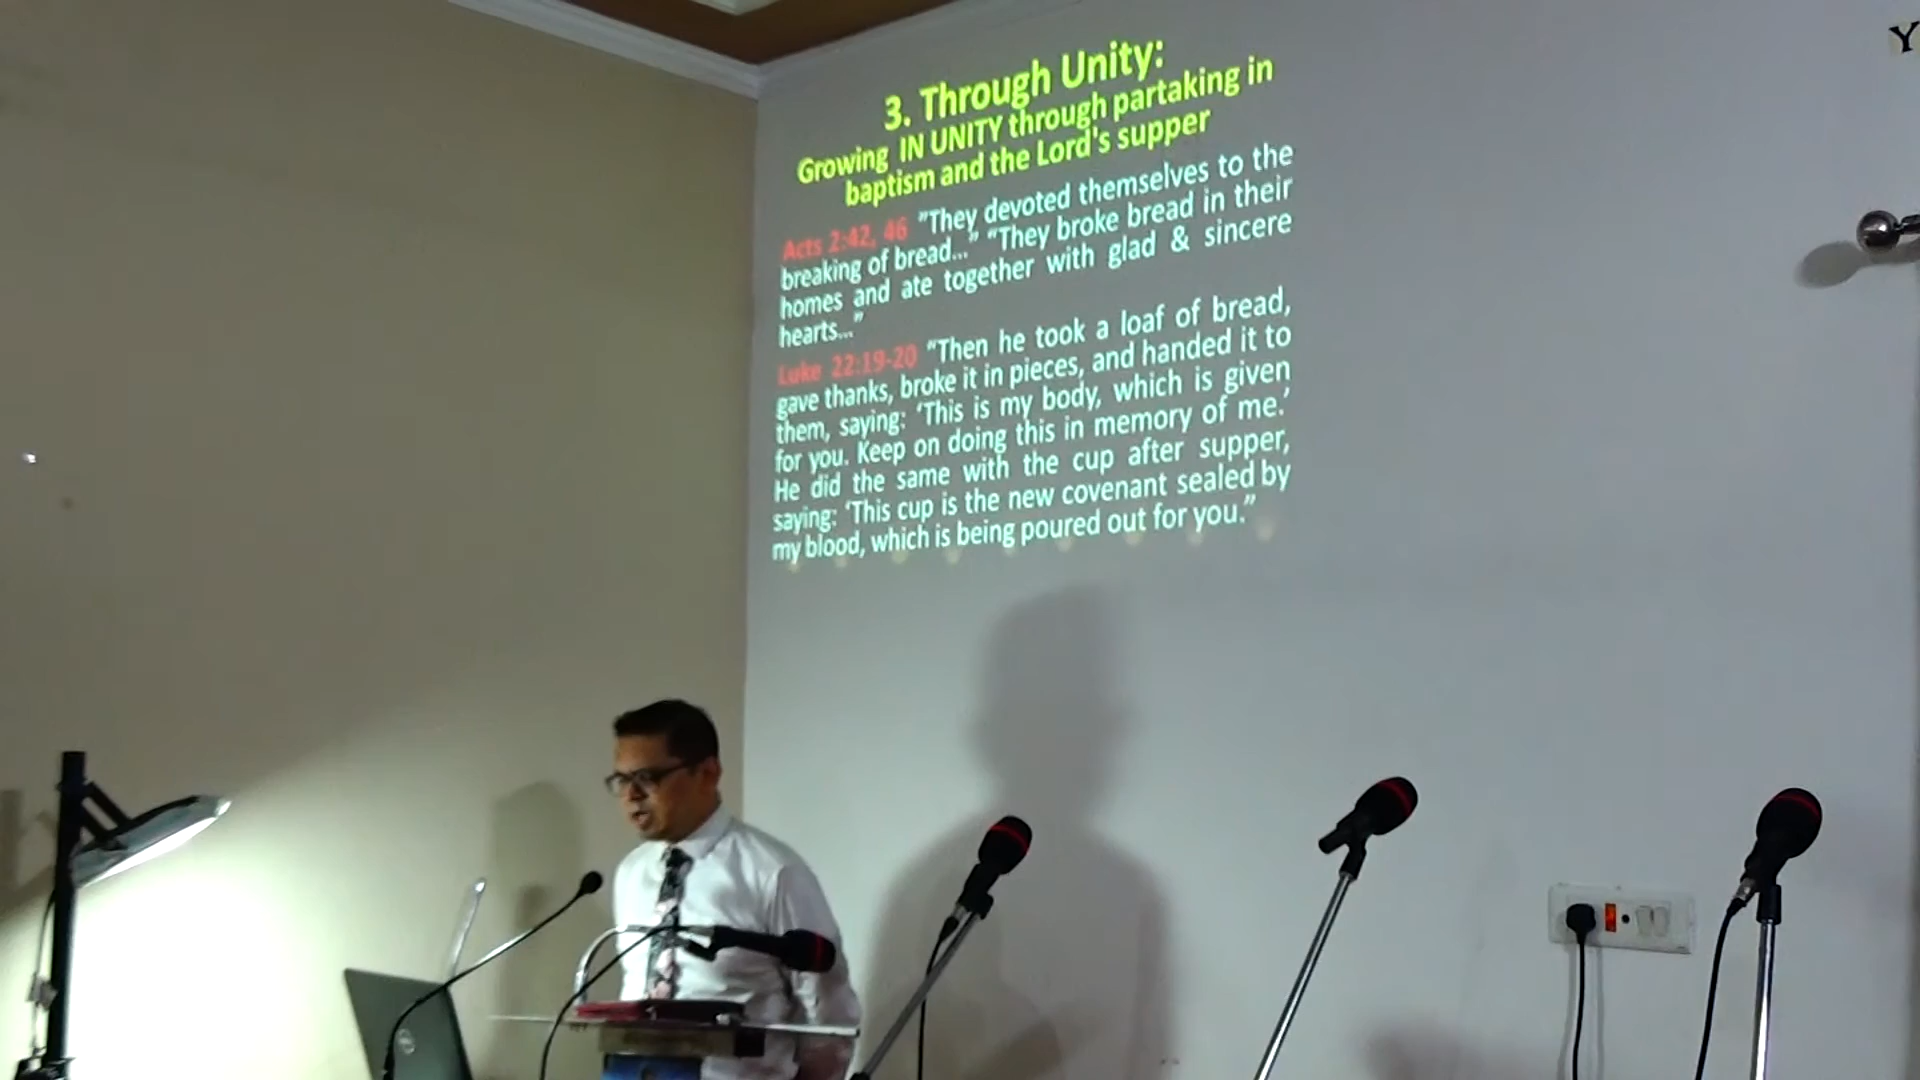 3. Through Unity:
Growing IN UNITY through partaking in
baptism and the Lord's supper
Acts 2:42, 46 "They devoted themselves to the
breaking of bread..." "They broke bread in their
homes and ate together with glad & sincere
hearts..."
Luke 22:19-20 "Then he took a loaf of bread,
gave thanks, broke it in pieces, and handed it to
them, saying: 'This is my body, which is given
for you. Keep on doing this in memory of me.'
He did the same with the cup after supper,
saying: 'This cup is the new covenant sealed by
my blood, which is being poured out for you."
Y